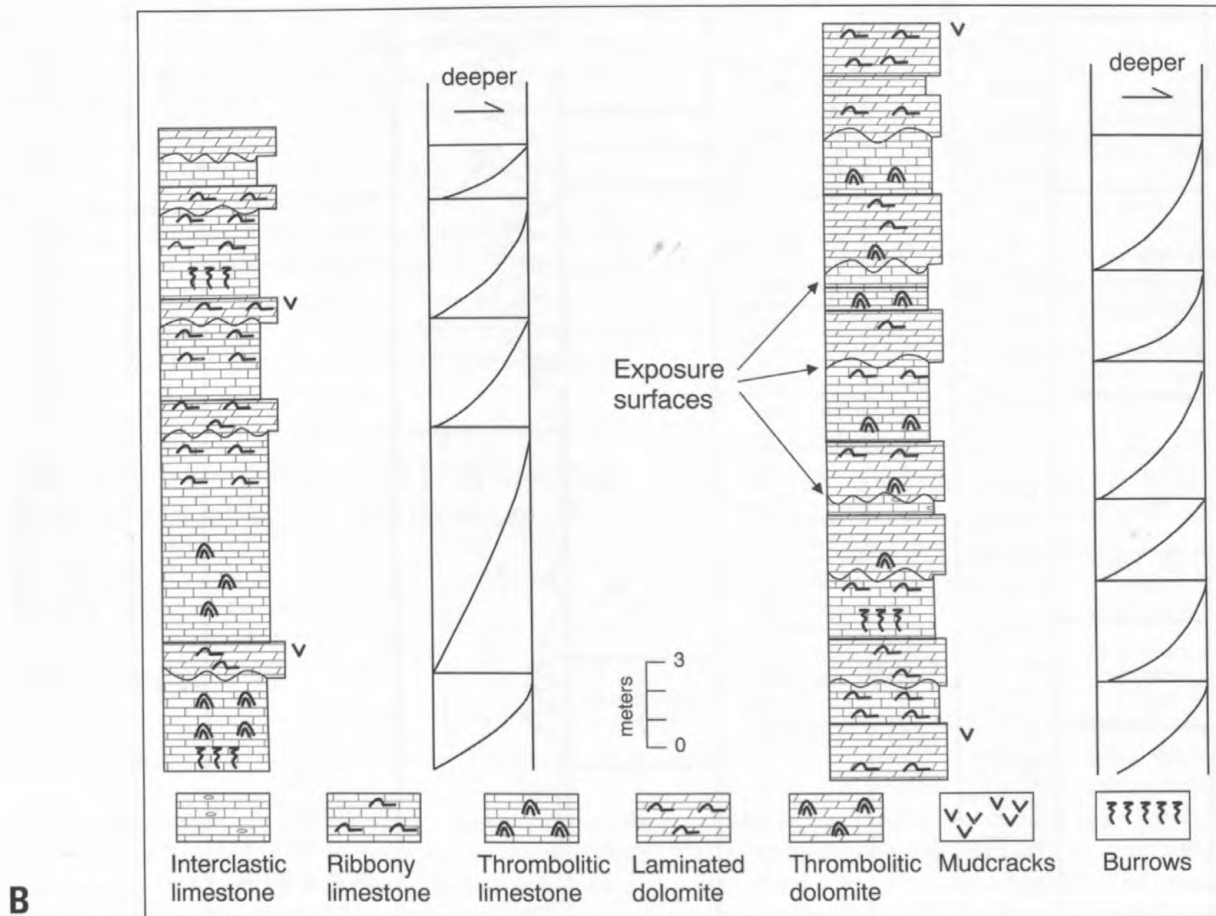 deeper
deeper
Exposure
surfaces
meters
3
0
Interclastic
limestone
Ribbony
limestone
Thrombolitic
limestone
Laminated
dolomite
Thrombolitic
dolomite
Mudcracks
Burrows
B